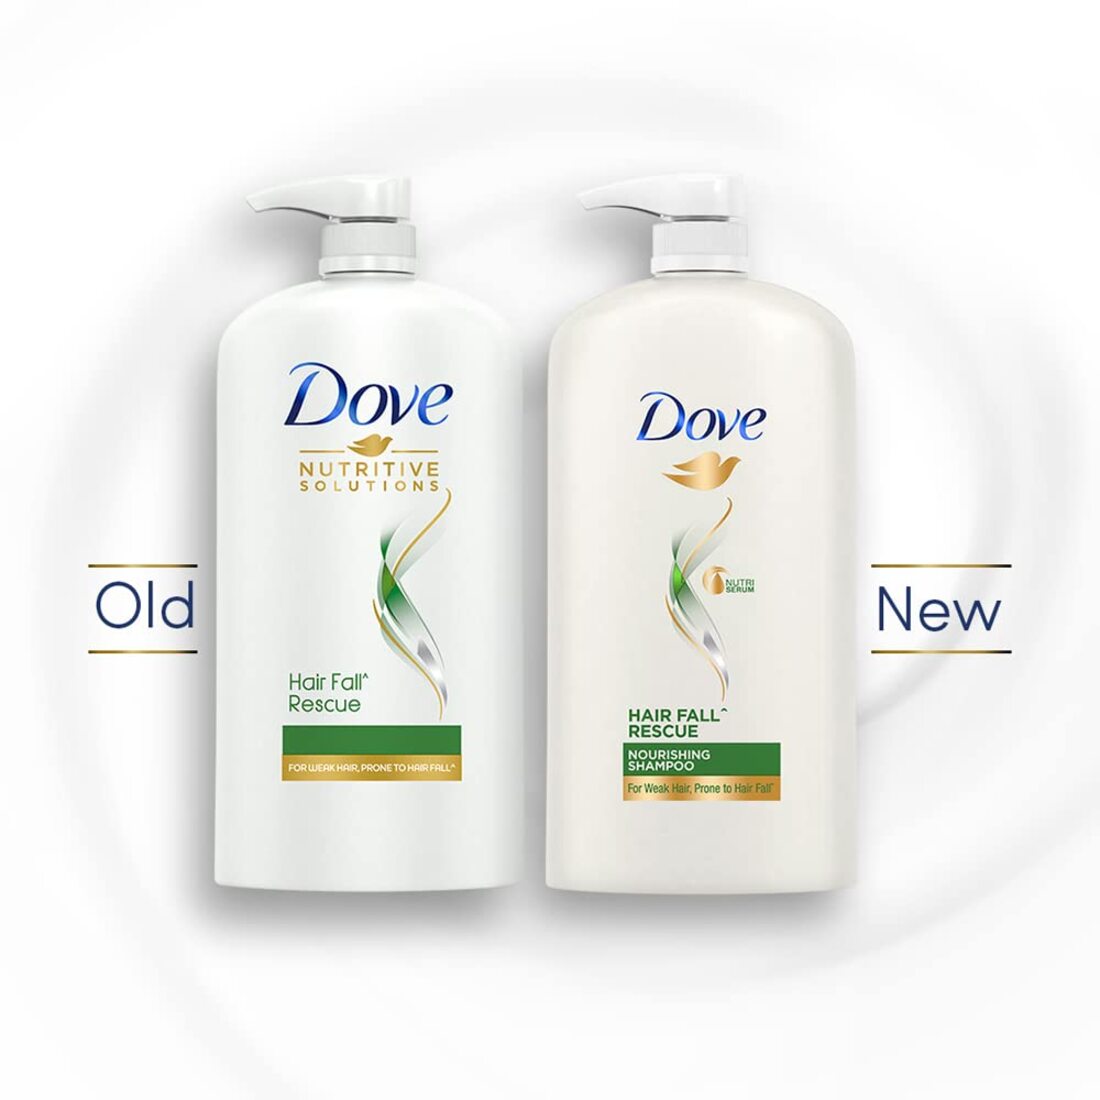 Old
Dove
NUTRITIVE
SOLUTIONS
Hair Fall^
Rescue
FOR WEAK HAIR, PRONE TO HAIR FALL^
Dove
NUTRI
SERUM
HAIR FALL^
RESCUE
NOURISHING
SHAMPOO
For Weak Hair, Prone to Hair Fall^
New